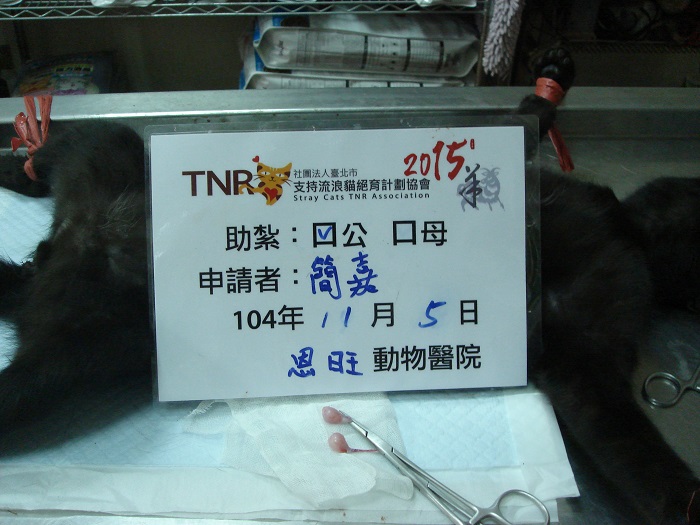 TNR 社團法人臺北市
支持流浪貓絕育計劃協會
Stray Cats TNR Association
2015 羊
助紮：☑公 口母
申請者：簡嘉
104年 11 月 5 日
恩旺 動物醫院